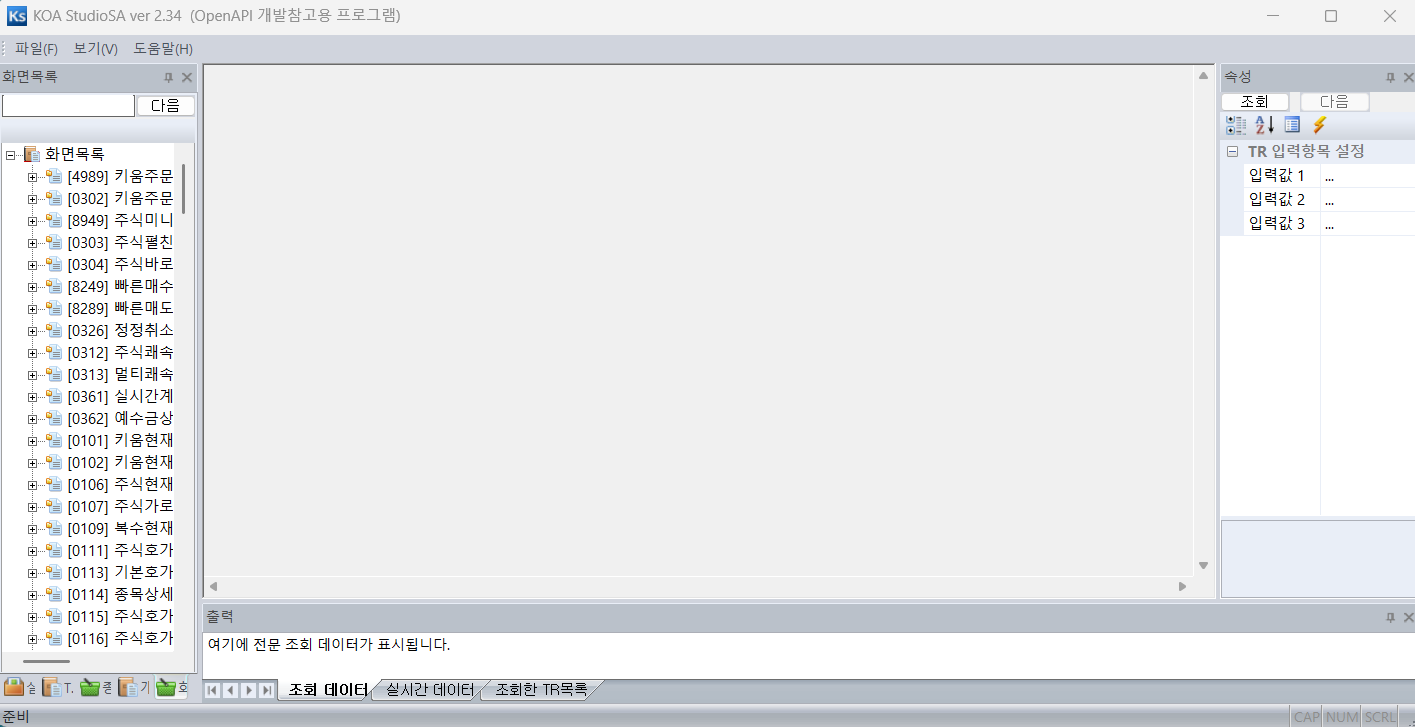 Ks KOA StudioSA ver 2.34 (OpenAPI 개발참고용 프로그램)
파일(F) 보기(V) 도움말(H)
화면목록
다음
화면목록
[4989] 키움주문
[0302] 키움주문
[8949] 주식미니
[0303] 주식펼친
[0304] 주식바로
[8249] 빠른매수
[8289] 빠른매도
[0326] 정정취소
[0312] 주식쾌속
[0313] 멀티쾌속
[0361] 실시간계
[0362] 예수금상
[0101] 키움현재
[0102] 키움현재
[0106] 주식현재
[0107] 주식가로
[0109] 복수현재
[0111] 주식호가
[0113] 기본호가
[0114] 종목상세
[0115] 주식호가
[0116] 주식호가
T.
속성
조회 다음
TR 입력항목 설정
입력값 1 ...
입력값 2 ...
입력값 3 ...
출력
여기에 전문 조회 데이터가 표시됩니다.
조회 데이터 실시간 데이터 조회한 TR목록
준비
CAP NUM SCRL